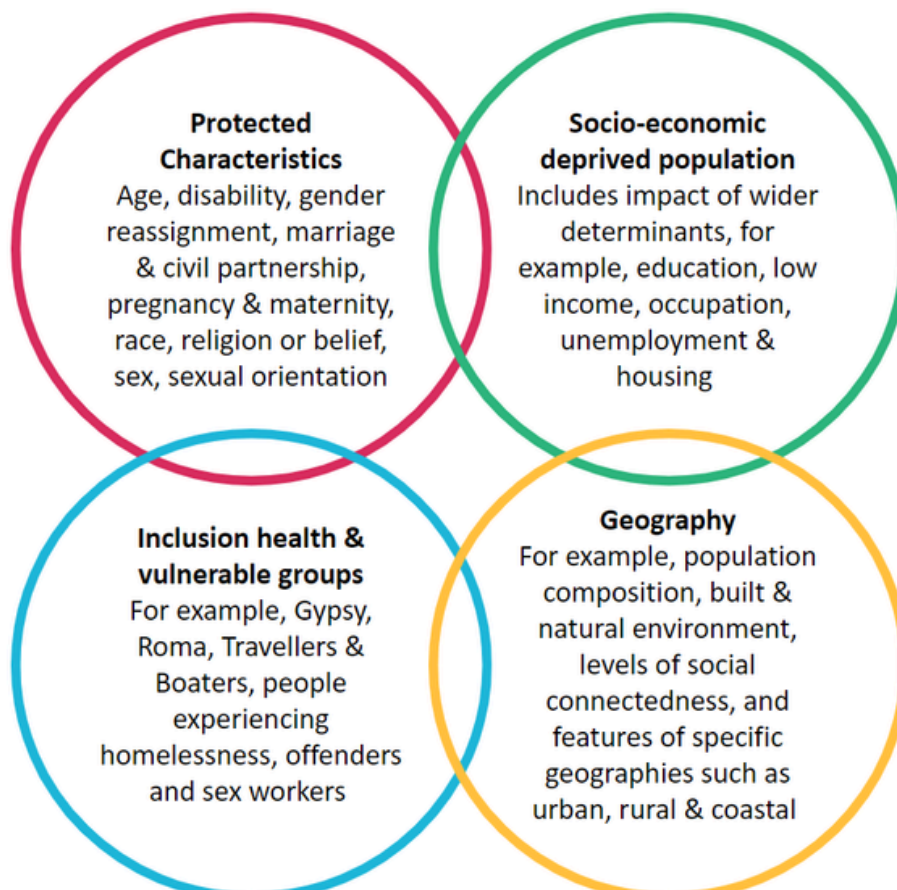 Protected
Characteristics
Age, disability, gender
reassignment, marriage
& civil partnership,
pregnancy & maternity,
race, religion or belief,
sex, sexual orientation
Socio-economic
deprived population
Includes impact of wider
determinants, for
example, education, low
income, occupation,
unemployment &
housing
Inclusion health &
vulnerable groups
For example, Gypsy,
Roma, Travellers &
Boaters, people
experiencing
homelessness, offenders
and sex workers
Geography
For example, population
composition, built &
natural environment,
levels of social
connectedness, and
features of specific
geographies such as
urban, rural & coastal